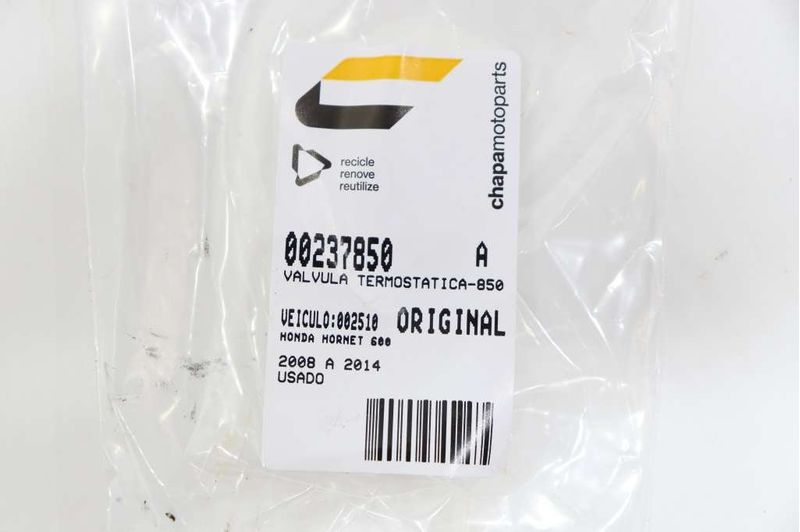 chapamotoparts
recicle
renove
reutilize
00237850 A
VALVULA TERMOSTATICA-850
VEICULO:002510 ORIGINAL
HONDA HORNET 600
2008 A 2014
USADO